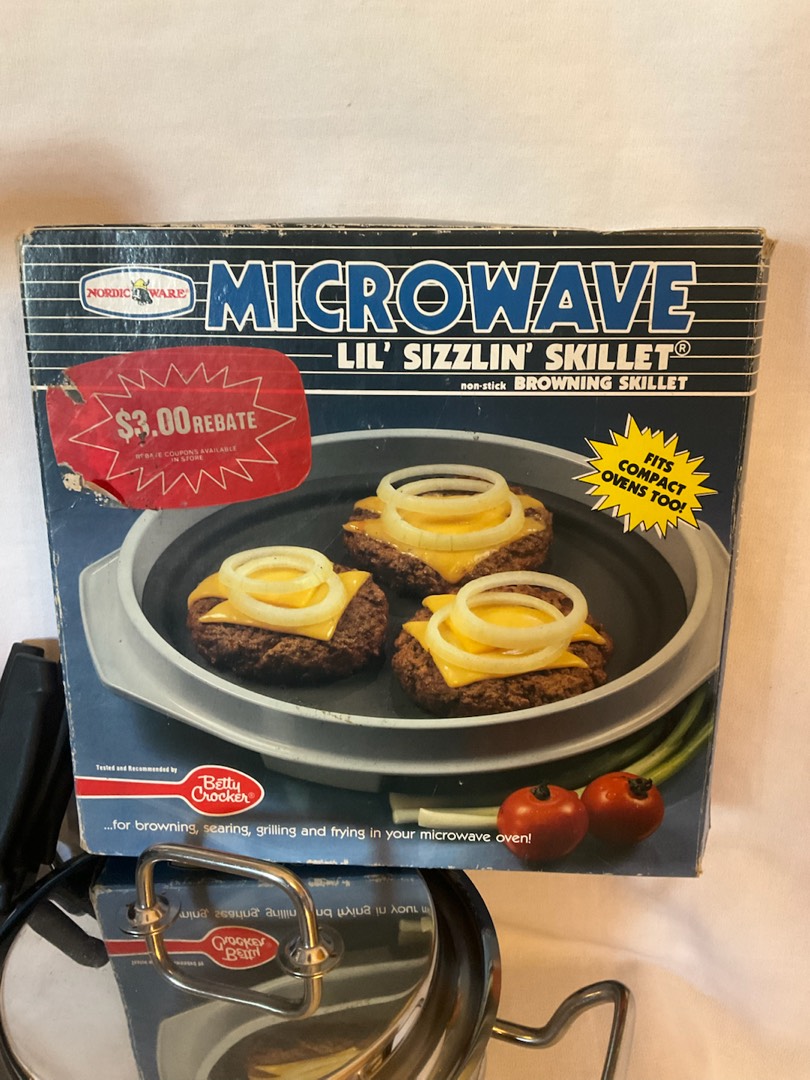 NORDIC WARE®
MICROWAVE
LIL' SIZZLIN' SKILLET®
non-stick BROWNING SKILLET
$3.00 REBATE
REBATE COUPONS AVAILABLE
IN STORE
FITS
COMPACT
OVENS TOO!
Tested and Recommended by
Betty
Crocker®
...for browning, searing, grilling and frying in your microwave oven!